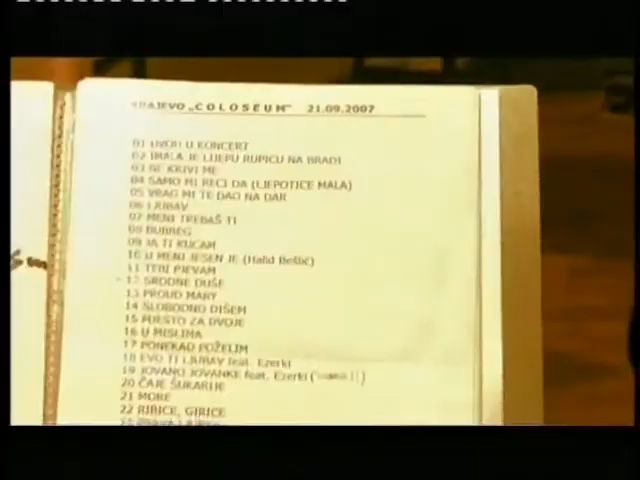 KRAJEVO „COLOSEUM" 21.09.2007
01 UVOD U KONCERT
02 IMALA JE LIJEPU RUPICU NA BRADI
03 NE KRIVI ME
04 SAMO MI RECI DA (LJEPOTICE MALA)
05 VRAG MI TE DAO NA DAR
06 LJUBAV
07 MENI TREBAŠ TI
08 BUBREG
09 JA TI KUCAM
10 U MENI JESEN JE (Halid Bešlić)
11 TEBI PJEVAM
12 SRODNE DUŠE
13 PROUD MARY
14 SLOBODNO DIŠEM
15 MJESTO ZA DVOJE
16 U MISLIMA
17 PONEKAD POŽELIM
18 EVO TI LJUBAV feat. Ezerki
19 JOVANO JOVANKE feat. Ezerki
20 ČAJE ŠUKARIJE
21 MORE
22 RIBICE, GIRICE